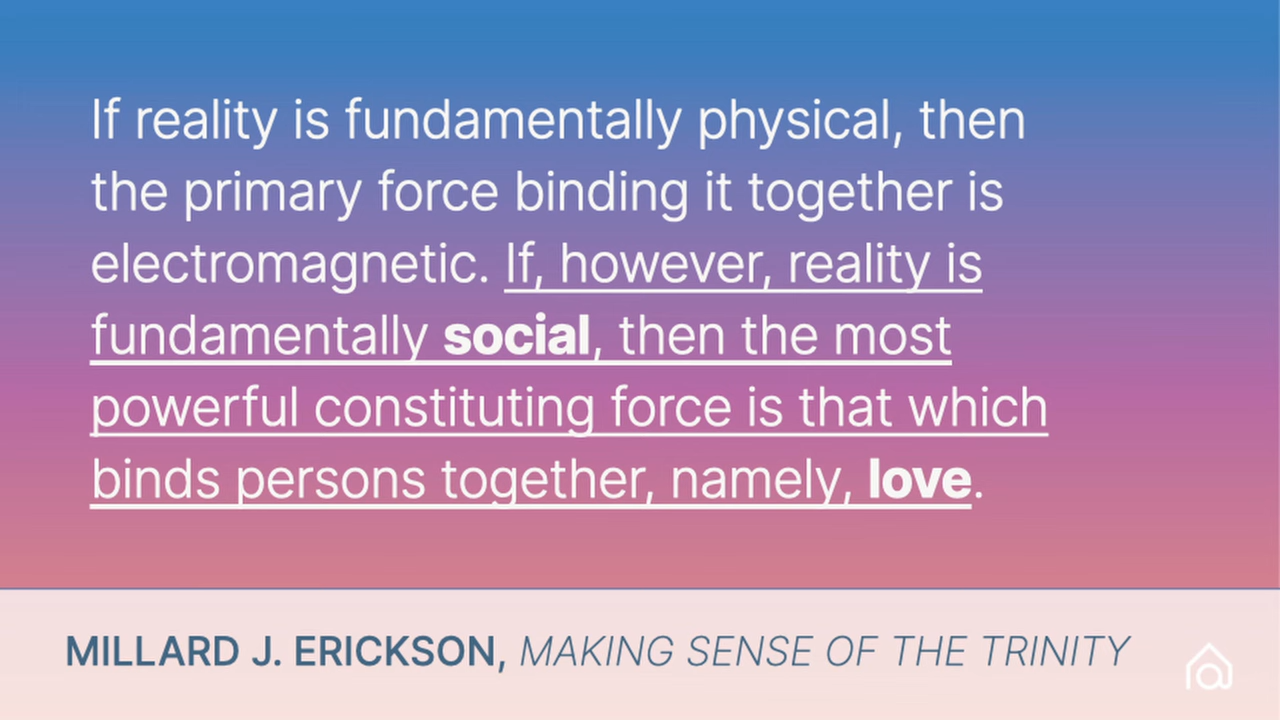 If reality is fundamentally physical, then
the primary force binding it together is
electromagnetic. If, however, reality is
fundamentally social, then the most
powerful constituting force is that which
binds persons together, namely, love.
MILLARD J. ERICKSON, MAKING SENSE OF THE TRINITY